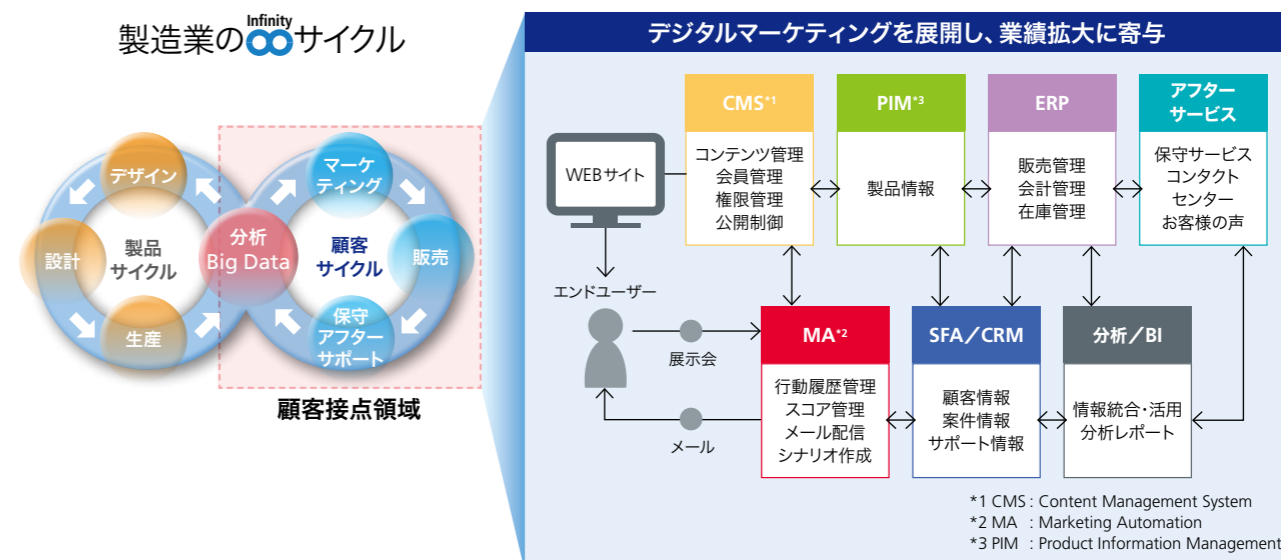 Infinity
製造業の∞サイクル
デザイン
設計
製品
サイクル
生産
分析
Big Data
マーケ
ティング
顧客
サイクル
販売
保守
アフター
サポート
顧客接点領域
デジタルマーケティングを展開し、業績拡大に寄与
WEBサイト
エンドユーザー
展示会
メール
CMS*1
コンテンツ管理
会員管理
権限管理
公開制御
PIM*3
製品情報
ERP
販売管理
会計管理
在庫管理
アフター
サービス
保守サービス
コンタクト
センター
お客様の声
MA*2
行動履歴管理
スコア管理
メール配信
シナリオ作成
SFA／CRM
顧客情報
案件情報
サポート情報
分析／BI
情報統合・活用
分析レポート
*1 CMS : Content Management System
*2 MA : Marketing Automation
*3 PIM : Product Information Management